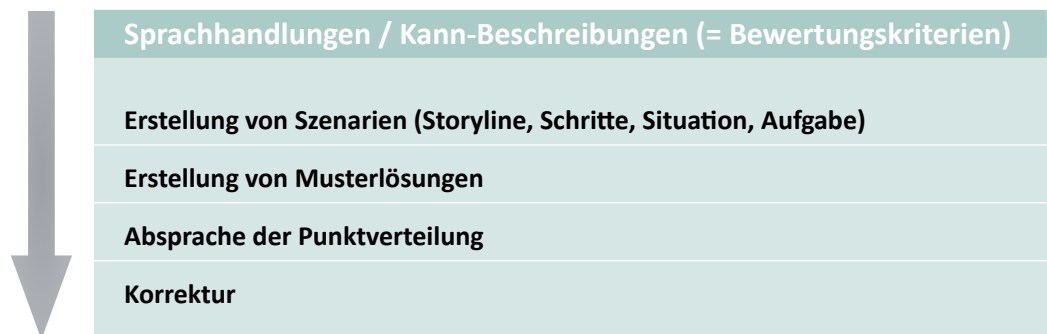 Sprachhandlungen / Kann-Beschreibungen (= Bewertungskriterien)
Erstellung von Szenarien (Storyline, Schritte, Situation, Aufgabe)
Erstellung von Musterlösungen
Absprache der Punktverteilung
Korrektur